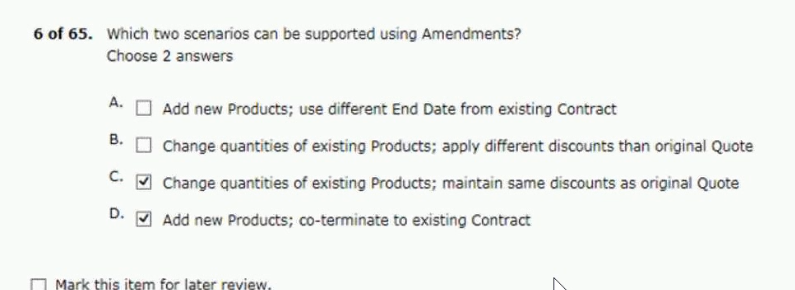 6 of 65. Which two scenarios can be supported using Amendments?
Choose 2 answers
A. Add new Products; use different End Date from existing Contract
B. Change quantities of existing Products; apply different discounts than original Quote
C. Change quantities of existing Products; maintain same discounts as original Quote
D. Add new Products; co-terminate to existing Contract
Mark this item for later review.